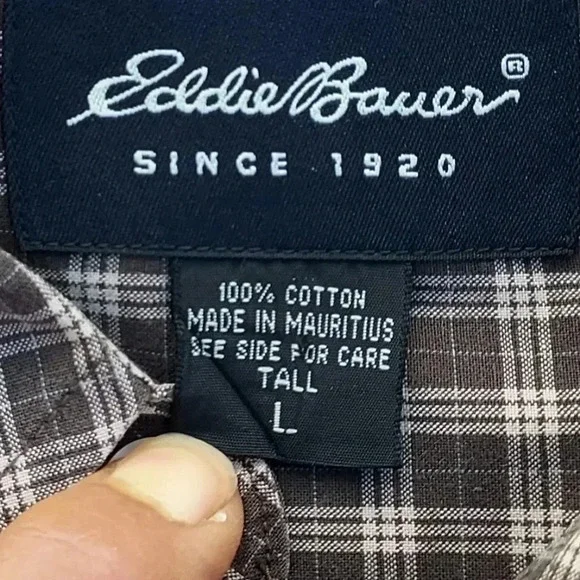 Eddie Bauer®
SINCE 1920
100% COTTON
MADE IN MAURITIUS
SEE SIDE FOR CARE
TALL
L